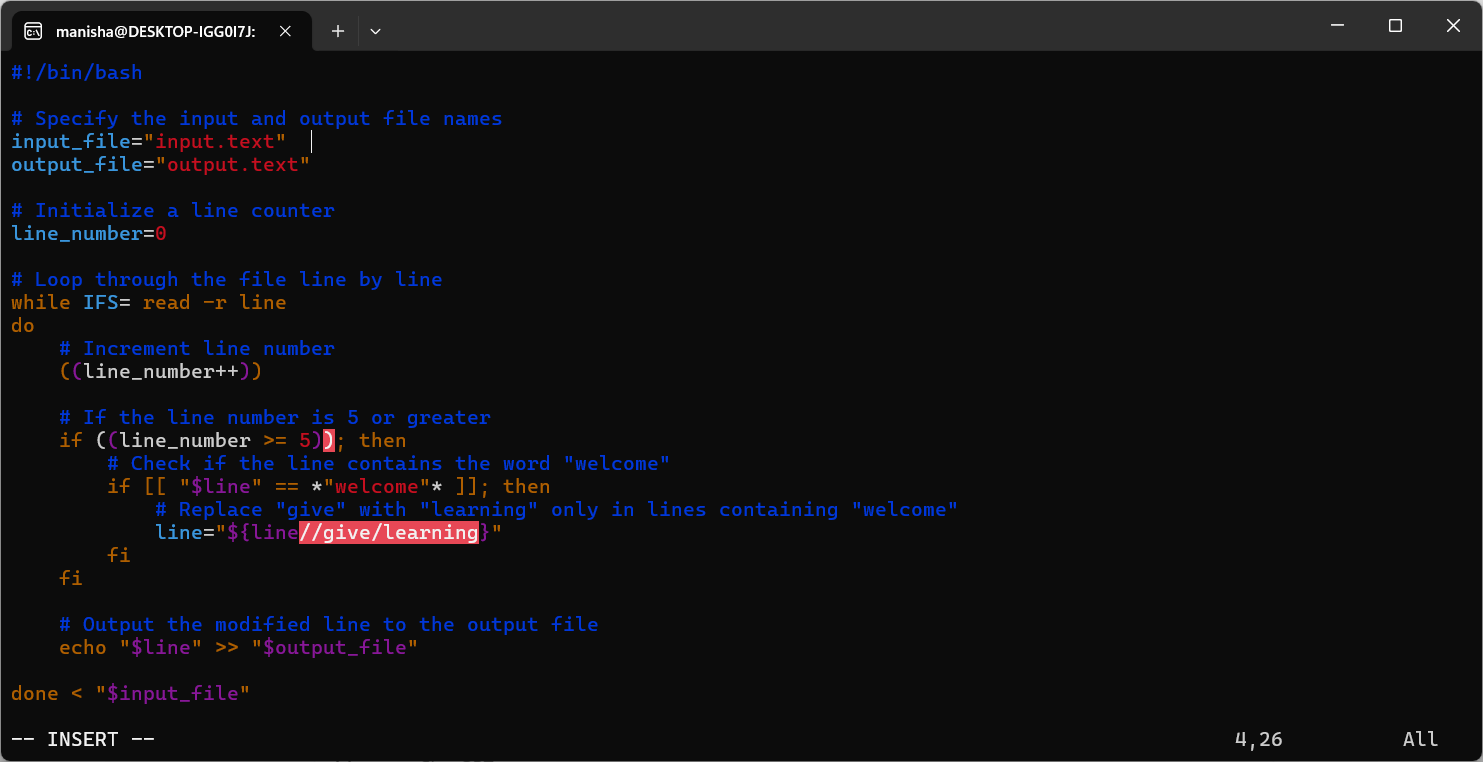 manisha@DESKTOP-IGG0I7J:
#!/bin/bash
# Specify the input and output file names
input_file="input.text"
output_file="output.text"
# Initialize a line counter
line_number=0
# Loop through the file line by line
while IFS= read -r line
do
    # Increment line number
    ((line_number++))
    # If the line number is 5 or greater
    if ((line_number >= 5)); then
        # Check if the line contains the word "welcome"
        if [[ "$line" == *"welcome"* ]]; then
            # Replace "give" with "learning" only in lines containing "welcome"
            line="${line//give/learning}"
        fi
    fi
    # Output the modified line to the output file
    echo "$line" >> "$output_file"
done < "$input_file"
-- INSERT -- 4,26 All